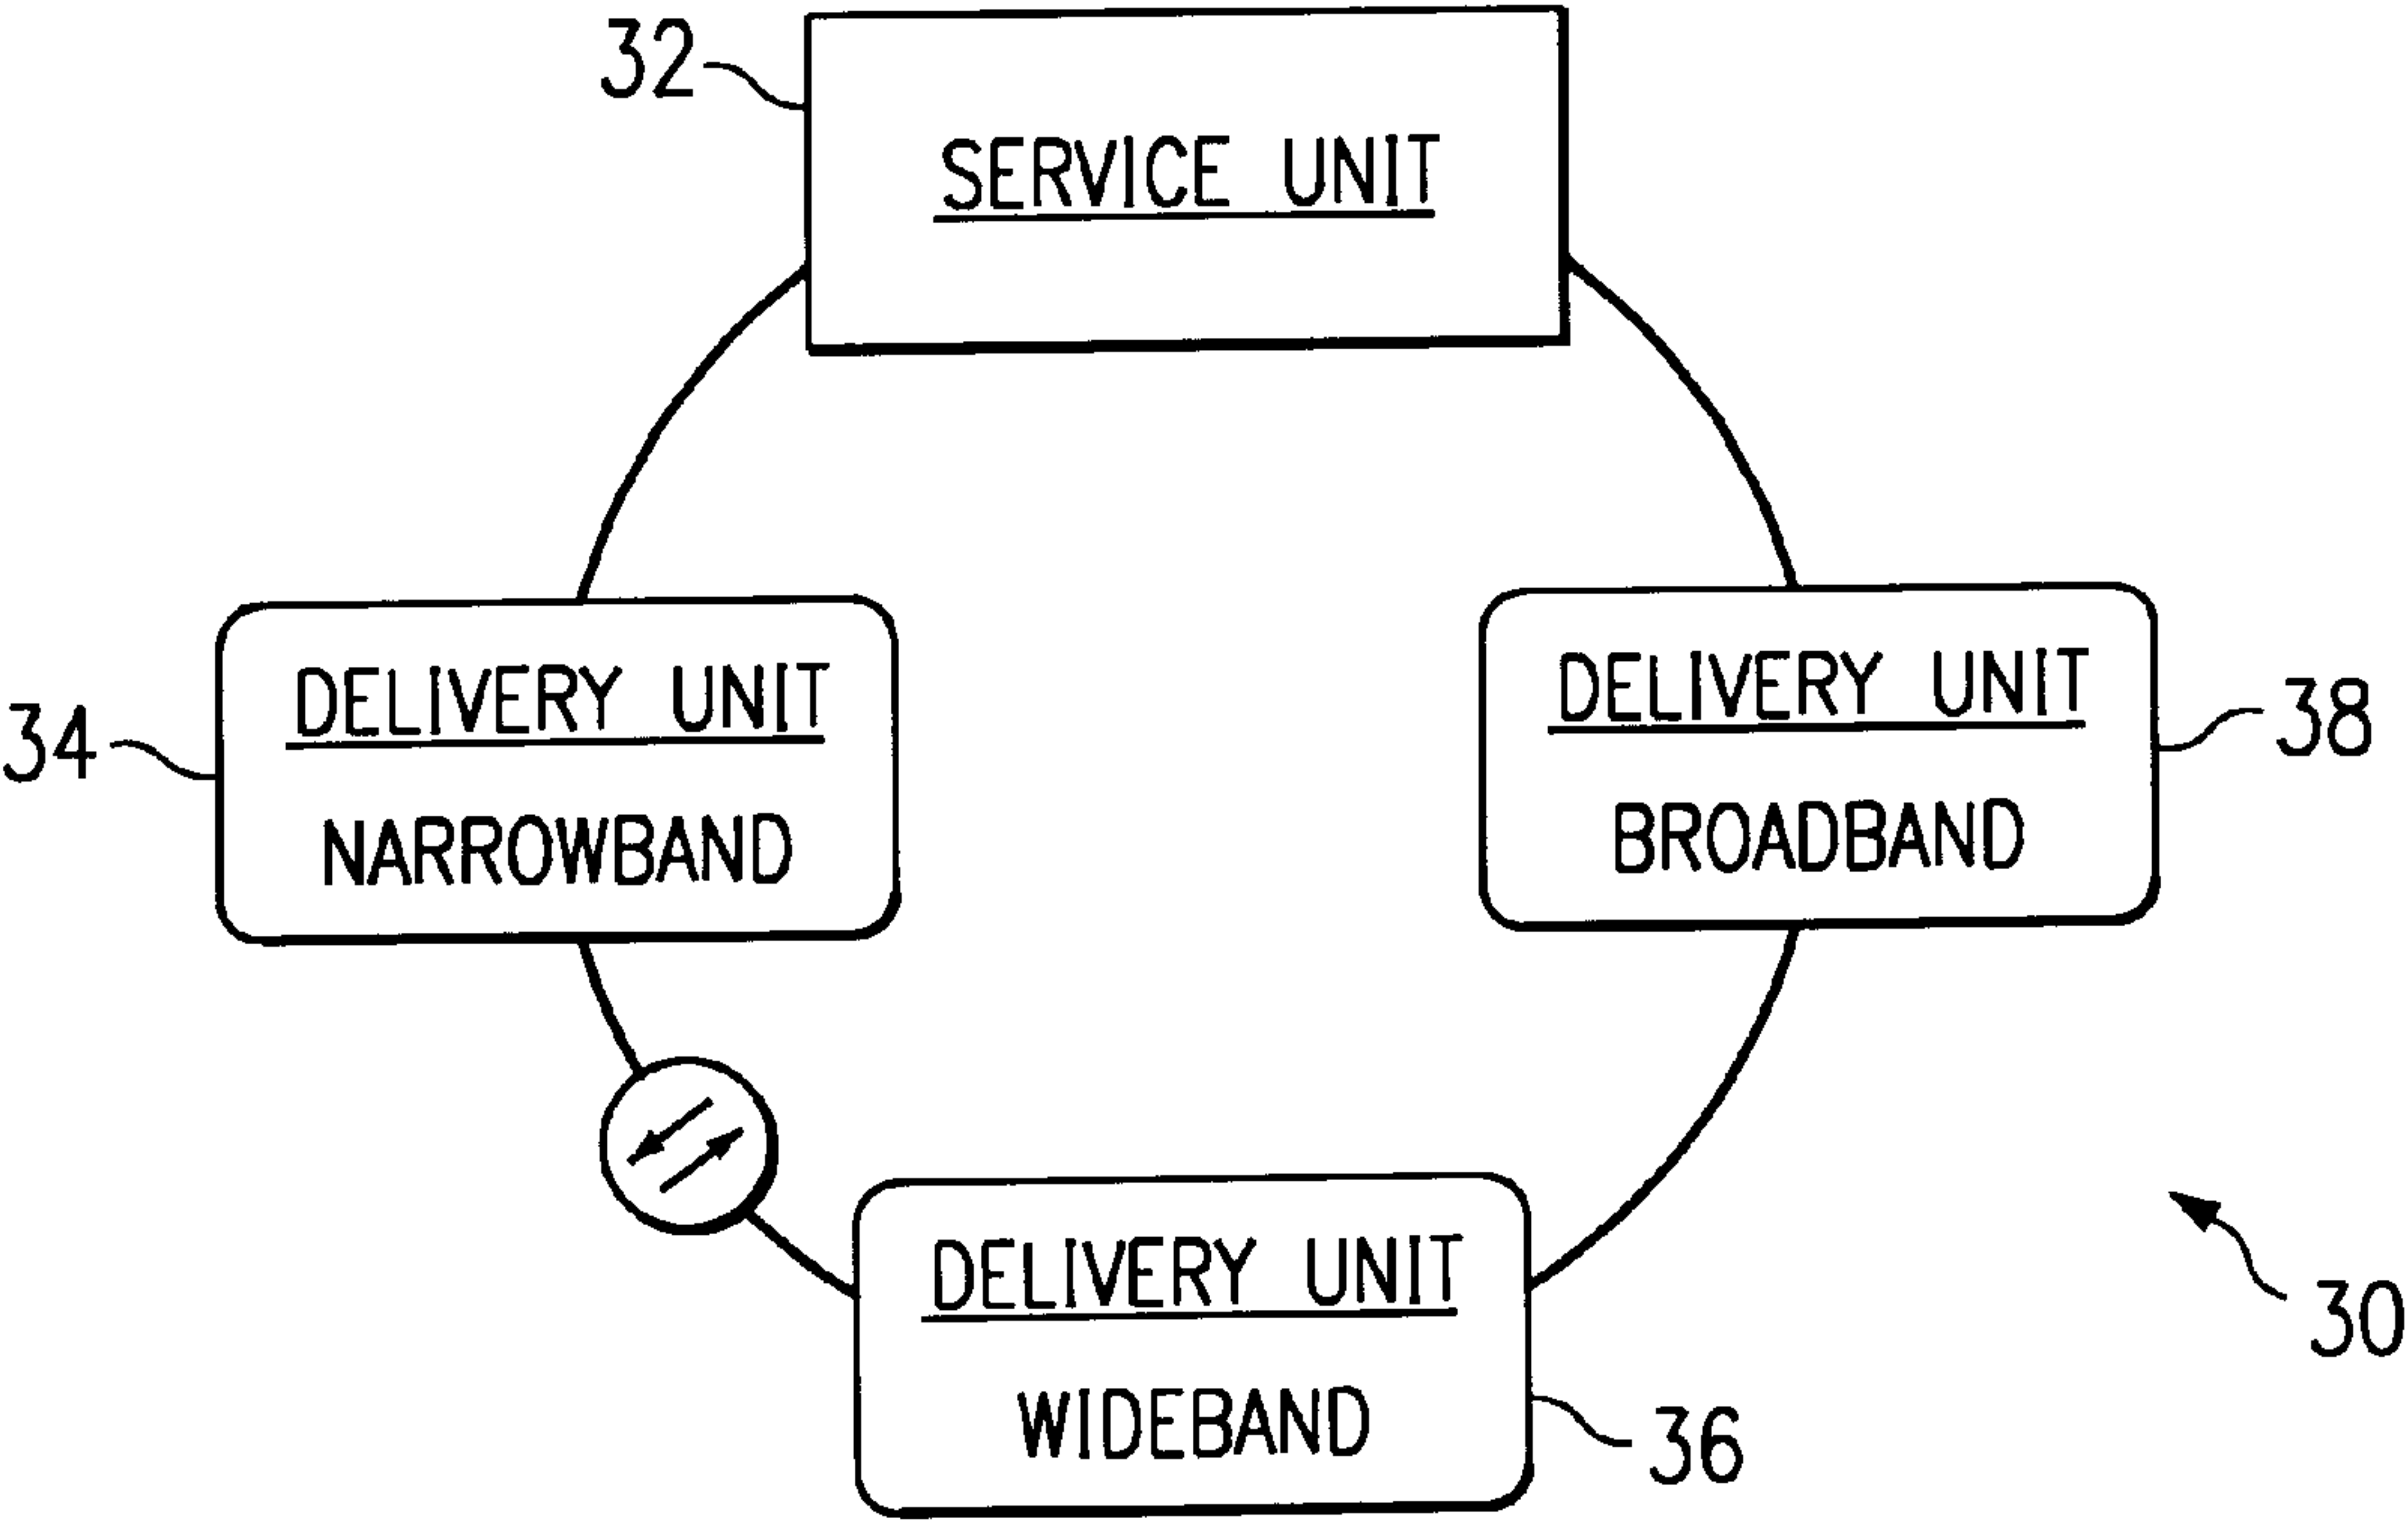 32
SERVICE UNIT
DELIVERY UNIT
NARROWBAND
34
DELIVERY UNIT
BROADBAND
38
DELIVERY UNIT
WIDEBAND
36
30